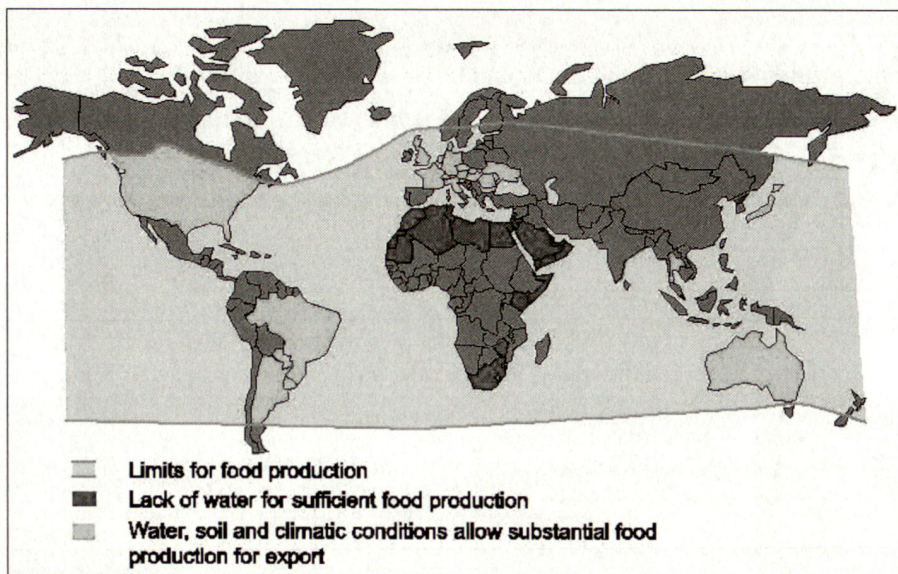 Limits for food production
Lack of water for sufficient food production
Water, soil and climatic conditions allow substantial food
production for export